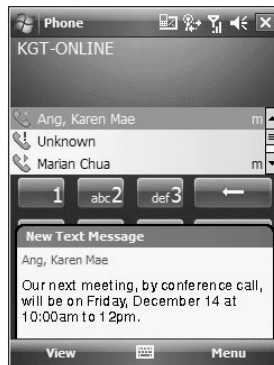 Phone
KGT-ONLINE
Ang, Karen Mae m
Unknown
Marian Chua m
1 abc2 def3
New Text Message
Ang, Karen Mae
Our next meeting, by conference call,
will be on Friday, December 14 at
10:00am to 12pm.
View Menu